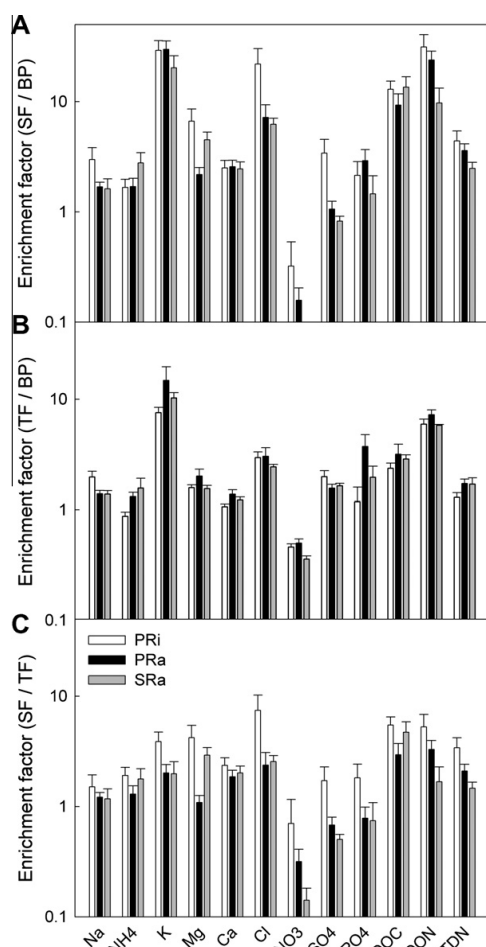 A
Enrichment factor (SF / BP)
10
1
0.1
B
Enrichment factor (TF / BP)
10
1
0.1
C
Enrichment factor (SF / TF)
PRi
PRa
SRa
10
1
0.1
Na
K
Mg
Ca
Cl